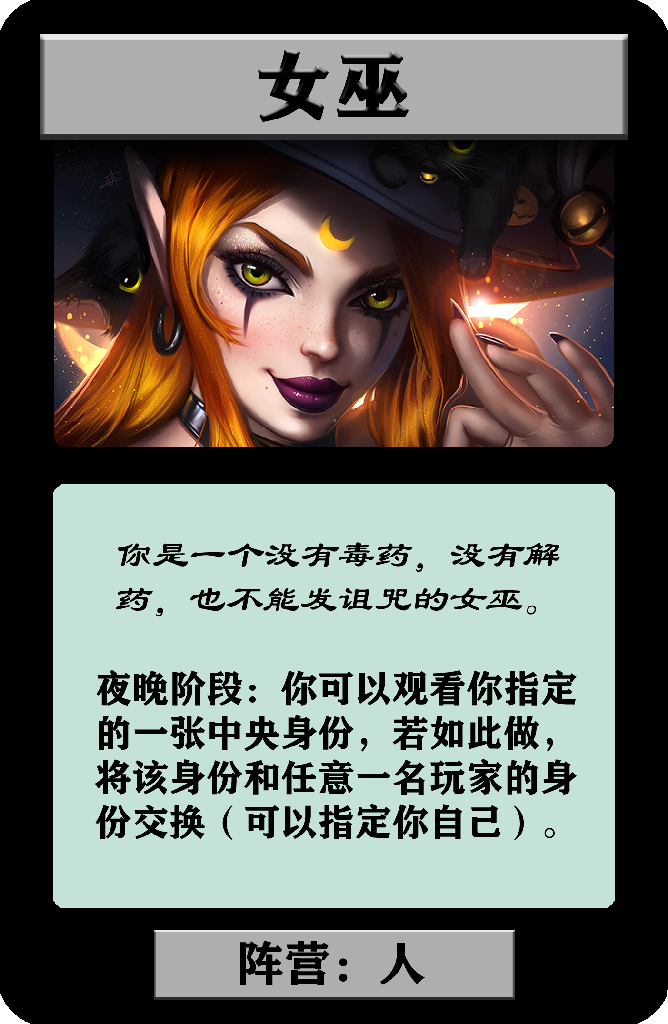 女巫
你是一个没有毒药，没有解
药，也不能发诅咒的女巫。
夜晚阶段：你可以观看你指定
的一张中央身份，若如此做，
将该身份和任意一名玩家的身
份交换（可以指定你自己）。
阵营：人